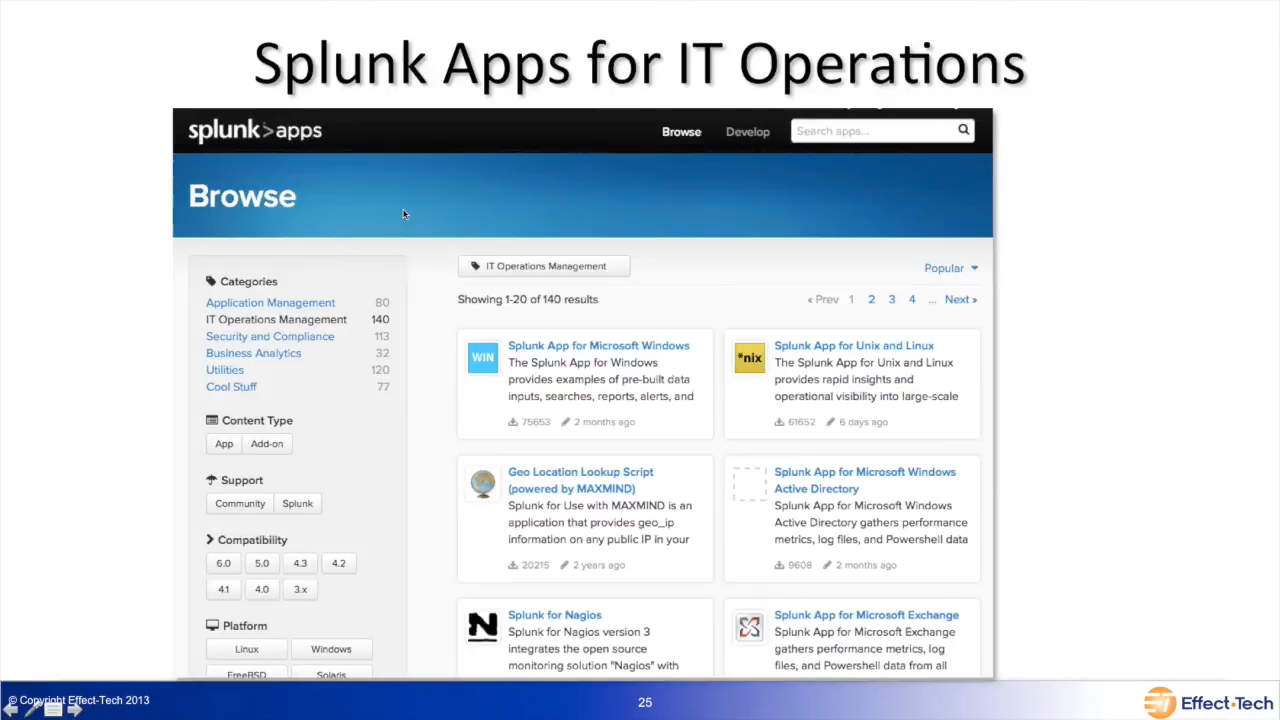 Splunk Apps for IT Operations
splunk>apps
Browse
Develop
Search apps...
Browse
Categories
Application Management 80
IT Operations Management 140
Security and Compliance 113
Business Analytics 32
Utilities 120
Cool Stuff 77
Content Type
App
Add-on
Support
Community
Splunk
Compatibility
6.0 5.0 4.3 4.2
4.1 4.0 3.x
Platform
Linux
Windows
FreeBSD
Solaris
IT Operations Management
Popular
Showing 1-20 of 140 results
« Prev 1 2 3 4 ... Next »
WIN
Splunk App for Microsoft Windows
The Splunk App for Windows
provides examples of pre-built data
inputs, searches, reports, alerts, and
75653 2 months ago
*nix
Splunk App for Unix and Linux
The Splunk App for Unix and Linux
provides rapid insights and
operational visibility into large-scale
61652 6 days ago
Geo Location Lookup Script
(powered by MAXMIND)
Splunk for Use with MAXMIND is an
application that provides geo_ip
information on any public IP in your
20215 2 years ago
Splunk App for Microsoft Windows
Active Directory
Splunk App for Microsoft Windows
Active Directory gathers performance
metrics, log files, and Powershell data
9608 2 months ago
N
Splunk for Nagios
Splunk for Nagios version 3
integrates the open source
monitoring solution "Nagios" with
Splunk App for Microsoft Exchange
Splunk App for Microsoft Exchange
gathers performance metrics, log
files, and Powershell data from all
© Copyright Effect-Tech 2013
25
Effect·Tech